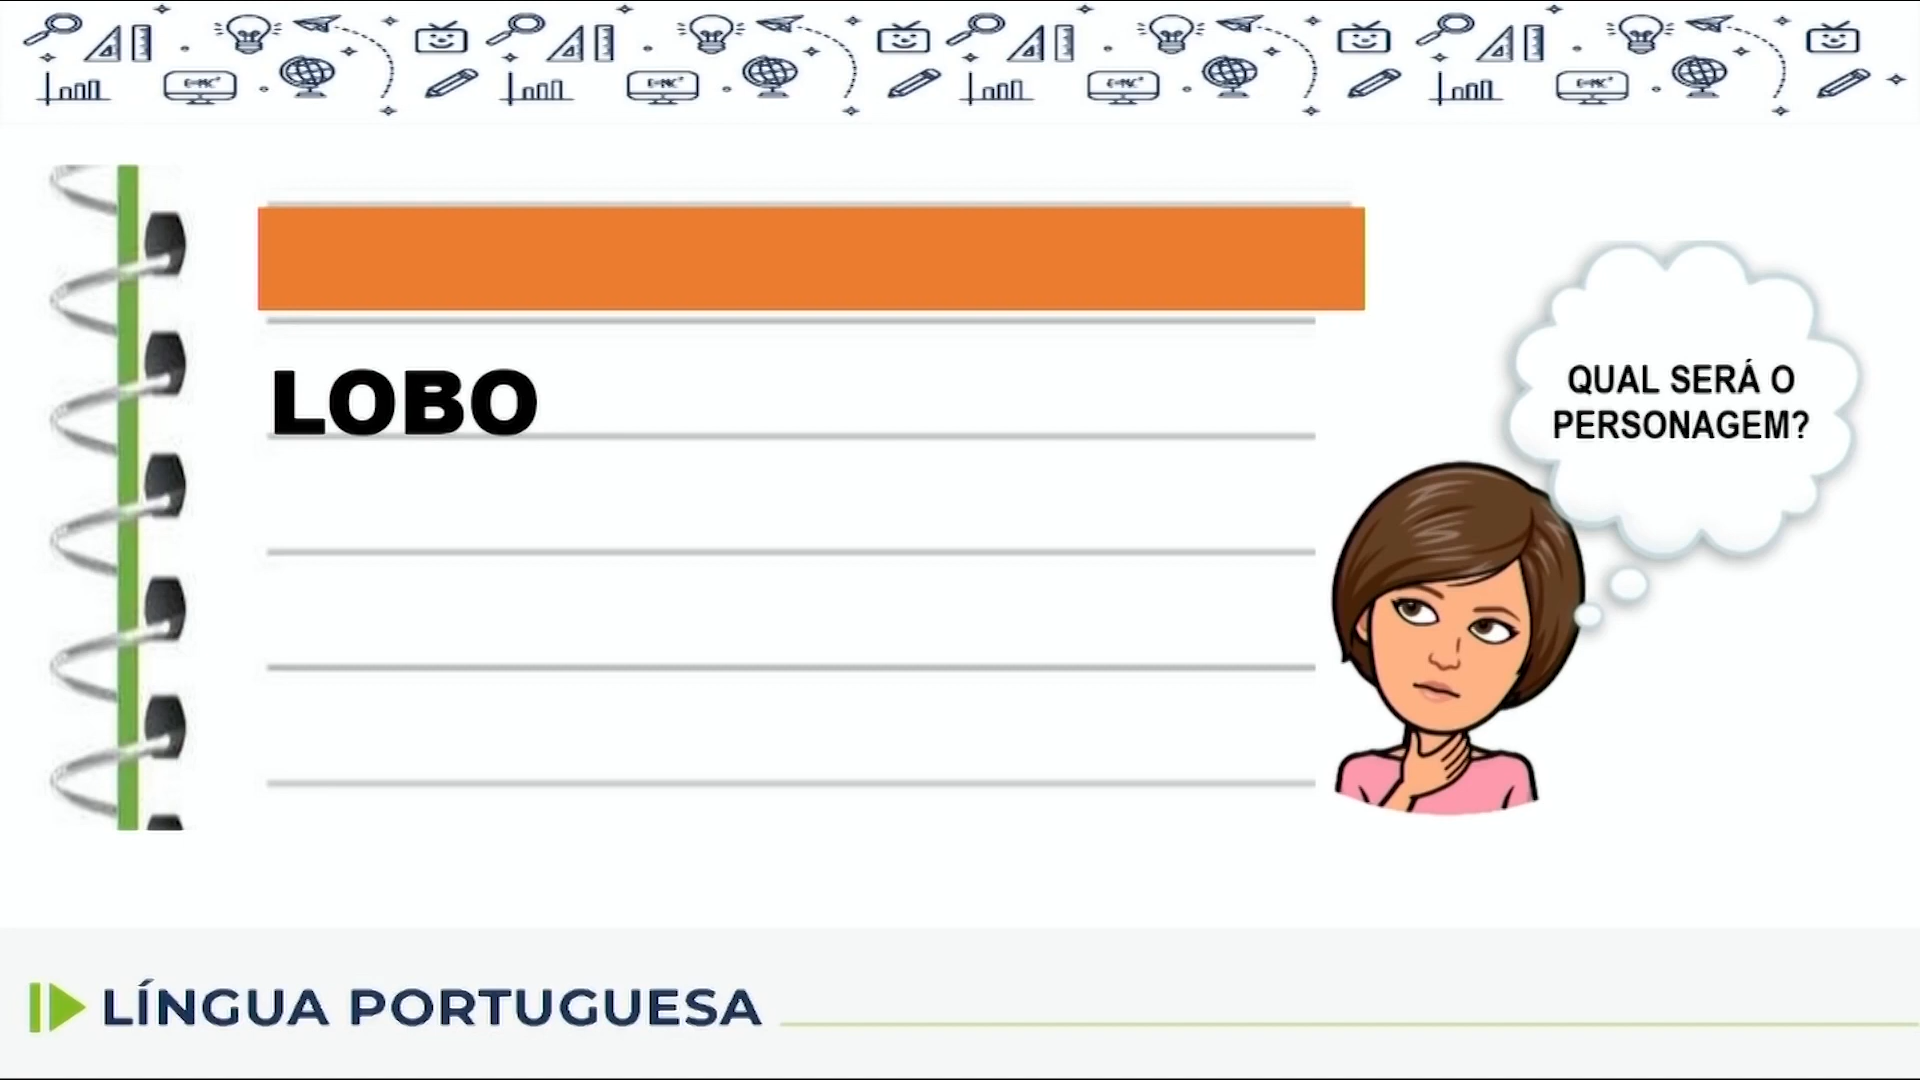 LOBO
QUAL SERÁ O
PERSONAGEM?
LÍNGUA PORTUGUESA